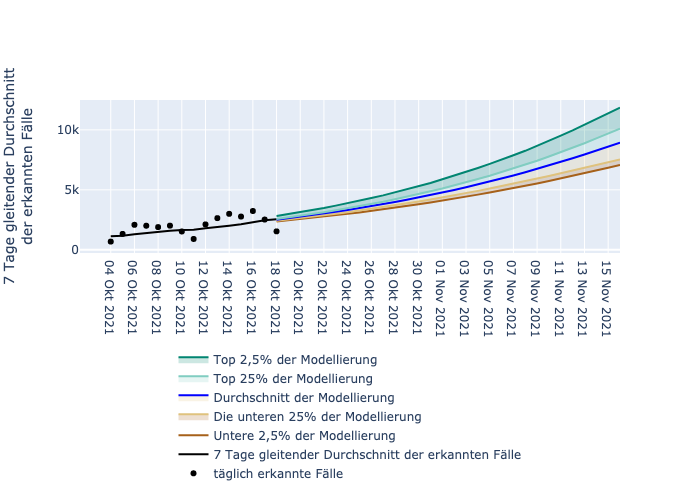 7 Tage gleitender Durchschnitt
der erkannten Fälle
10k
5k
0
04 Okt 2021
06 Okt 2021
08 Okt 2021
10 Okt 2021
12 Okt 2021
14 Okt 2021
16 Okt 2021
18 Okt 2021
20 Okt 2021
22 Okt 2021
24 Okt 2021
26 Okt 2021
28 Okt 2021
30 Okt 2021
01 Nov 2021
03 Nov 2021
05 Nov 2021
07 Nov 2021
09 Nov 2021
11 Nov 2021
13 Nov 2021
15 Nov 2021
Top 2,5% der Modellierung
Top 25% der Modellierung
Durchschnitt der Modellierung
Die unteren 25% der Modellierung
Untere 2,5% der Modellierung
7 Tage gleitender Durchschnitt der erkannten Fälle
täglich erkannte Fälle